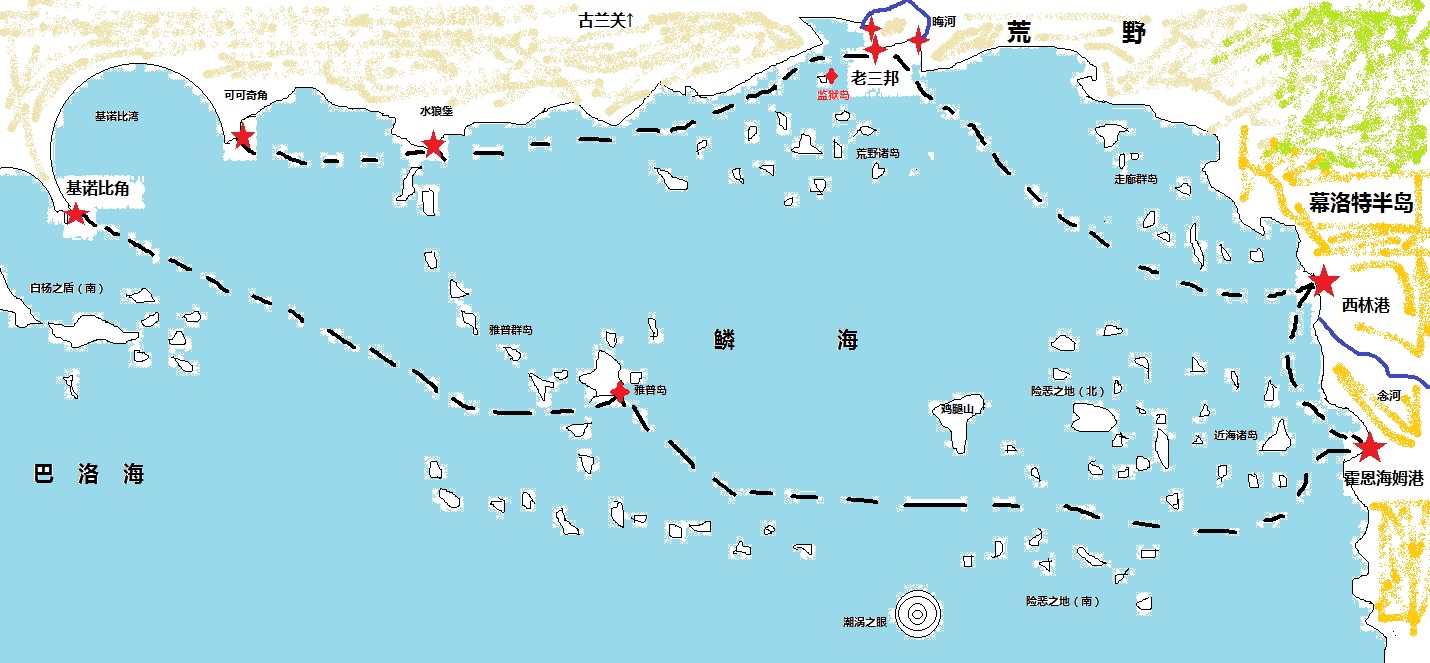 古兰关↑
晦河
荒 野
老三邦
监狱岛
可可奇角
水狼堡
基诺比湾
荒野诸岛
走廊群岛
基诺比角
幕洛特半岛
白杨之盾（南）
西林港
雅普群岛
鳞 海
雅普岛
险恶之地（北）
念河
鸡腿山
近海诸岛
巴 洛 海
霍恩海姆港
险恶之地（南）
潮涡之眼